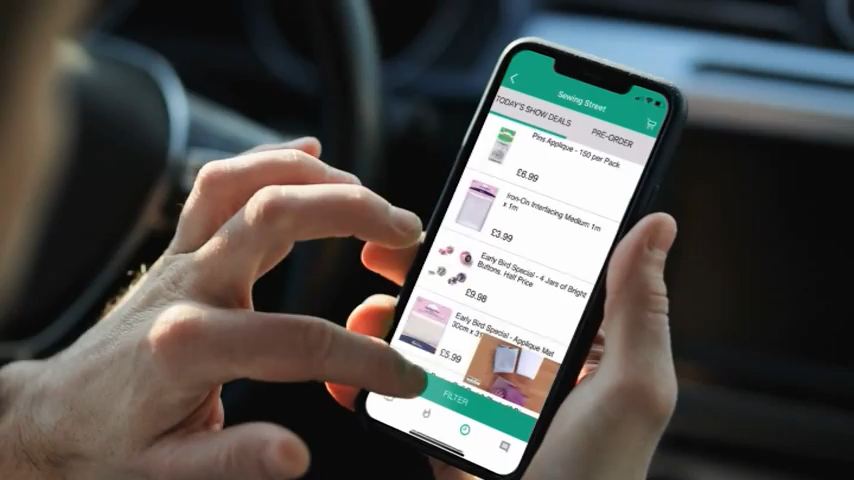 Sewing Street
TODAY'S SHOW DEALS
PRE-ORDER
Pins Applique - 150 per Pack
£6.99
Iron-On Interfacing Medium 1m
x 1m
£3.99
Early Bird Special - 4 Jars of Bright
Buttons. Half Price
£9.98
Early Bird Special - Applique Mat
30cm x
£5.99
FILTER